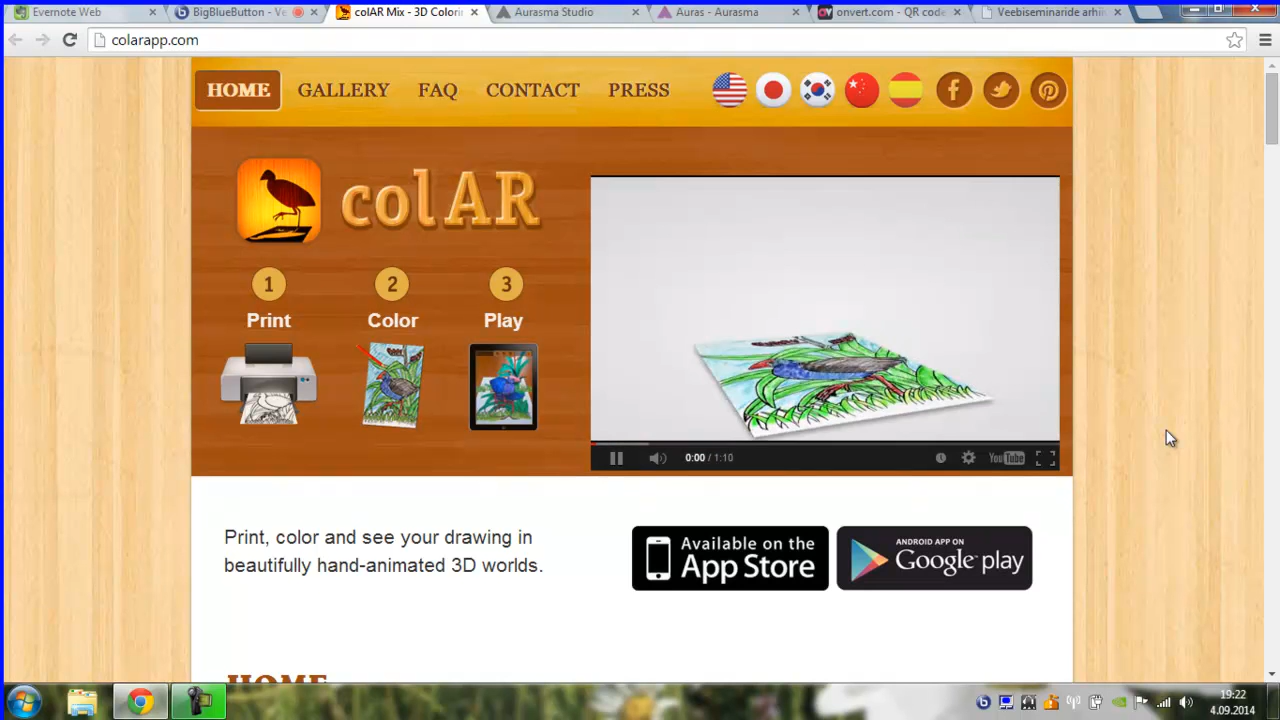 Evernote Web
BigBlueButton - Ve
colAR Mix - 3D Colorin
Aurasma Studio
Auras - Aurasma
onvert.com - QR code
Veebiseminaride arhi
colarapp.com
HOME GALLERY FAQ CONTACT PRESS
colAR
1 2 3
Print Color Play
0:00 / 1:10
YouTube
Print, color and see your drawing in
beautifully hand-animated 3D worlds.
Available on the
App Store
ANDROID APP ON
Google play
HOME
19:22
4.09.2014